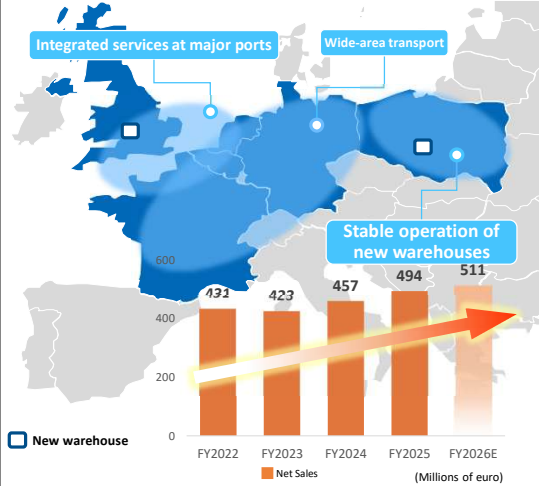 Integrated services at major ports
Wide-area transport
Stable operation of
new warehouses
600
400
200
0
431
423
457
494
511
FY2022
FY2023
FY2024
FY2025
FY2026E
Net Sales
(Millions of euro)
New warehouse